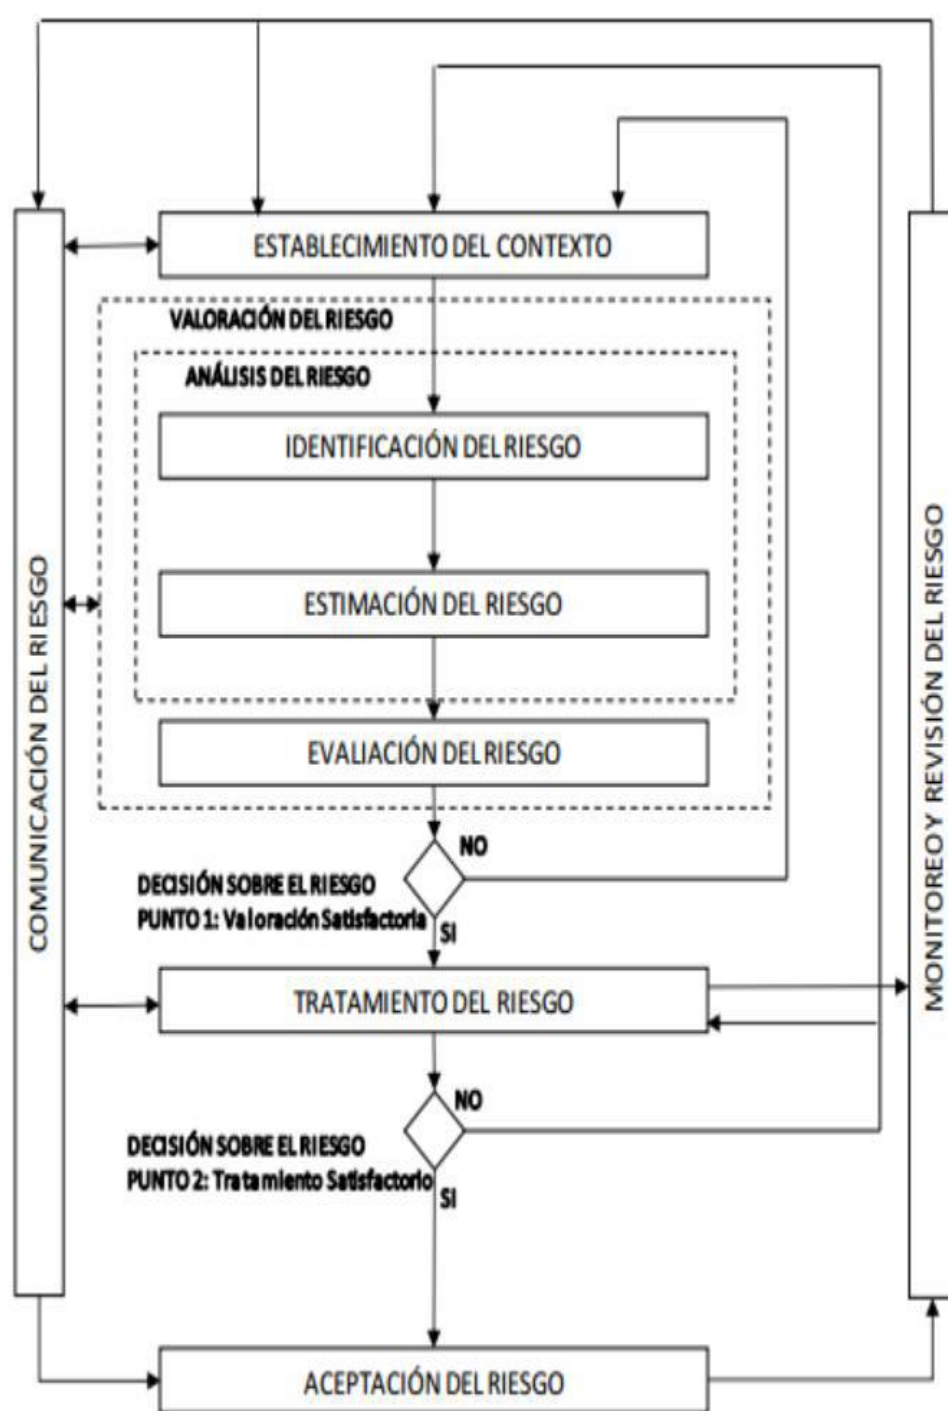 ESTABLECIMIENTO DEL CONTEXTO
VALORACIÓN DEL RIESGO
ANÁLISIS DEL RIESGO
IDENTIFICACIÓN DEL RIESGO
ESTIMACIÓN DEL RIESGO
EVALIACIÓN DEL RIESGO
NO
DECISIÓN SOBRE EL RIESGO
PUNTO 1: Valoración Satisfactoria
SI
TRATAMIENTO DEL RIESGO
NO
DECISIÓN SOBRE EL RIESGO
PUNTO 2: Tratamiento Satisfactorio
SI
ACEPTACIÓN DEL RIESGO
COMUNICACIÓN DEL RIESGO
MONITOREO Y REVISIÓN DEL RIESGO